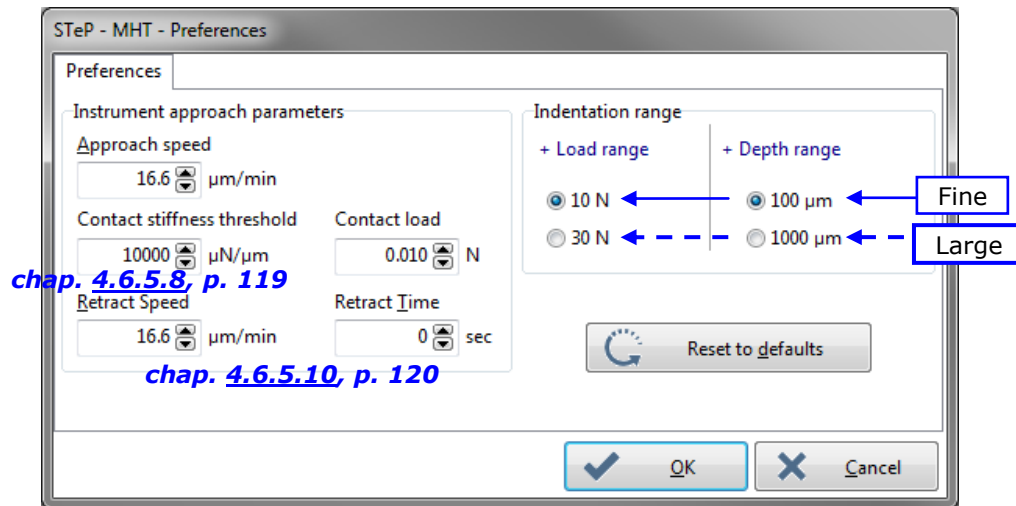 STeP - MHT - Preferences
Preferences
Instrument approach parameters
Approach speed
16.6 µm/min
Contact stiffness threshold
Contact load
10000 µN/µm
0.010 N
chap. 4.6.5.8, p. 119
Retract Speed
Retract Time
16.6 µm/min
0 sec
chap. 4.6.5.10, p. 120
Indentation range
+ Load range
+ Depth range
10 N
100 µm
Fine
30 N
1000 µm
Large
Reset to defaults
OK
Cancel